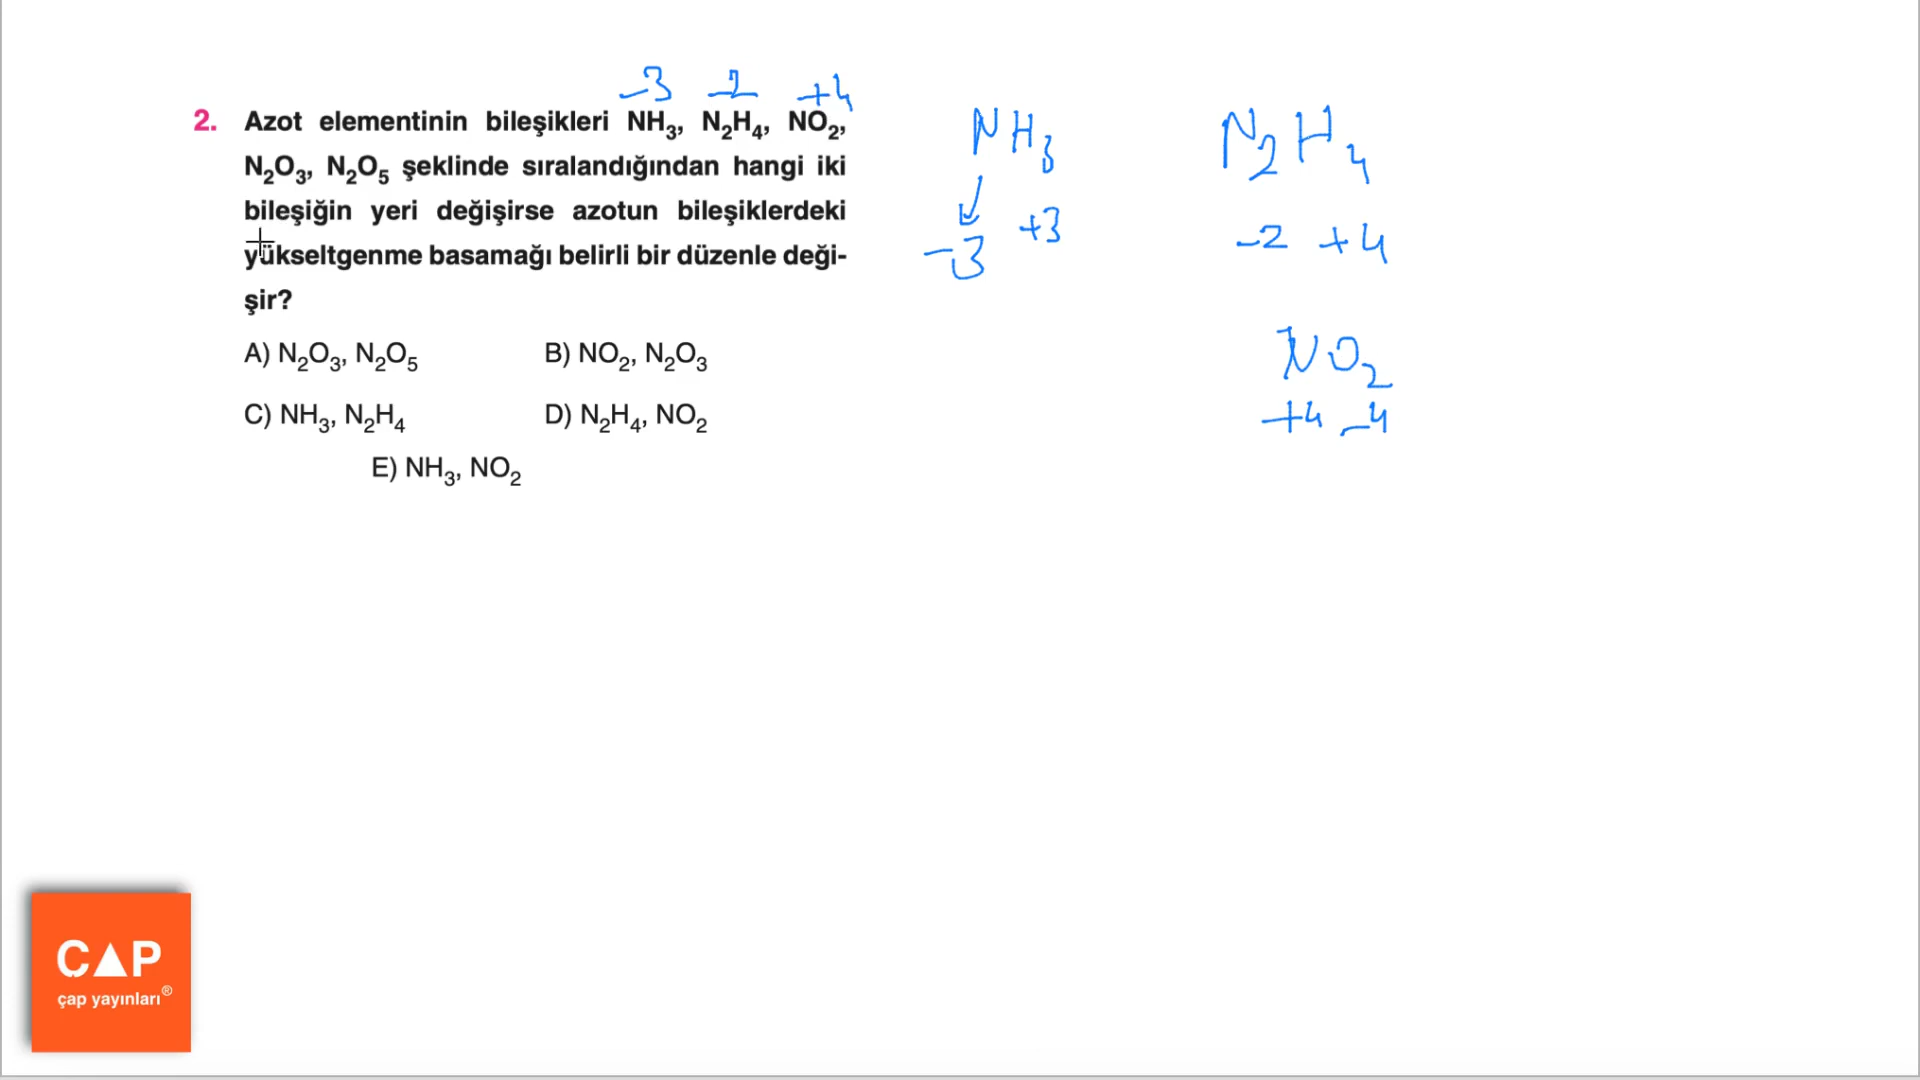 -3 -2 +4
2. Azot elementinin bileşikleri NH₃, N₂H₄, NO₂,
N₂O₃, N₂O₅ şeklinde sıralandığından hangi iki
bileşiğin yeri değişirse azotun bileşiklerdeki
yükseltgenme basamağı belirli bir düzenle deği-
şir?
A) N₂O₃, N₂O₅ B) NO₂, N₂O₃
C) NH₃, N₂H₄ D) N₂H₄, NO₂
E) NH₃, NO₂
NH₃
-3 +3
N₂H₄
-2 +4
NO₂
+4 -4
ÇAP
çap yayınları®